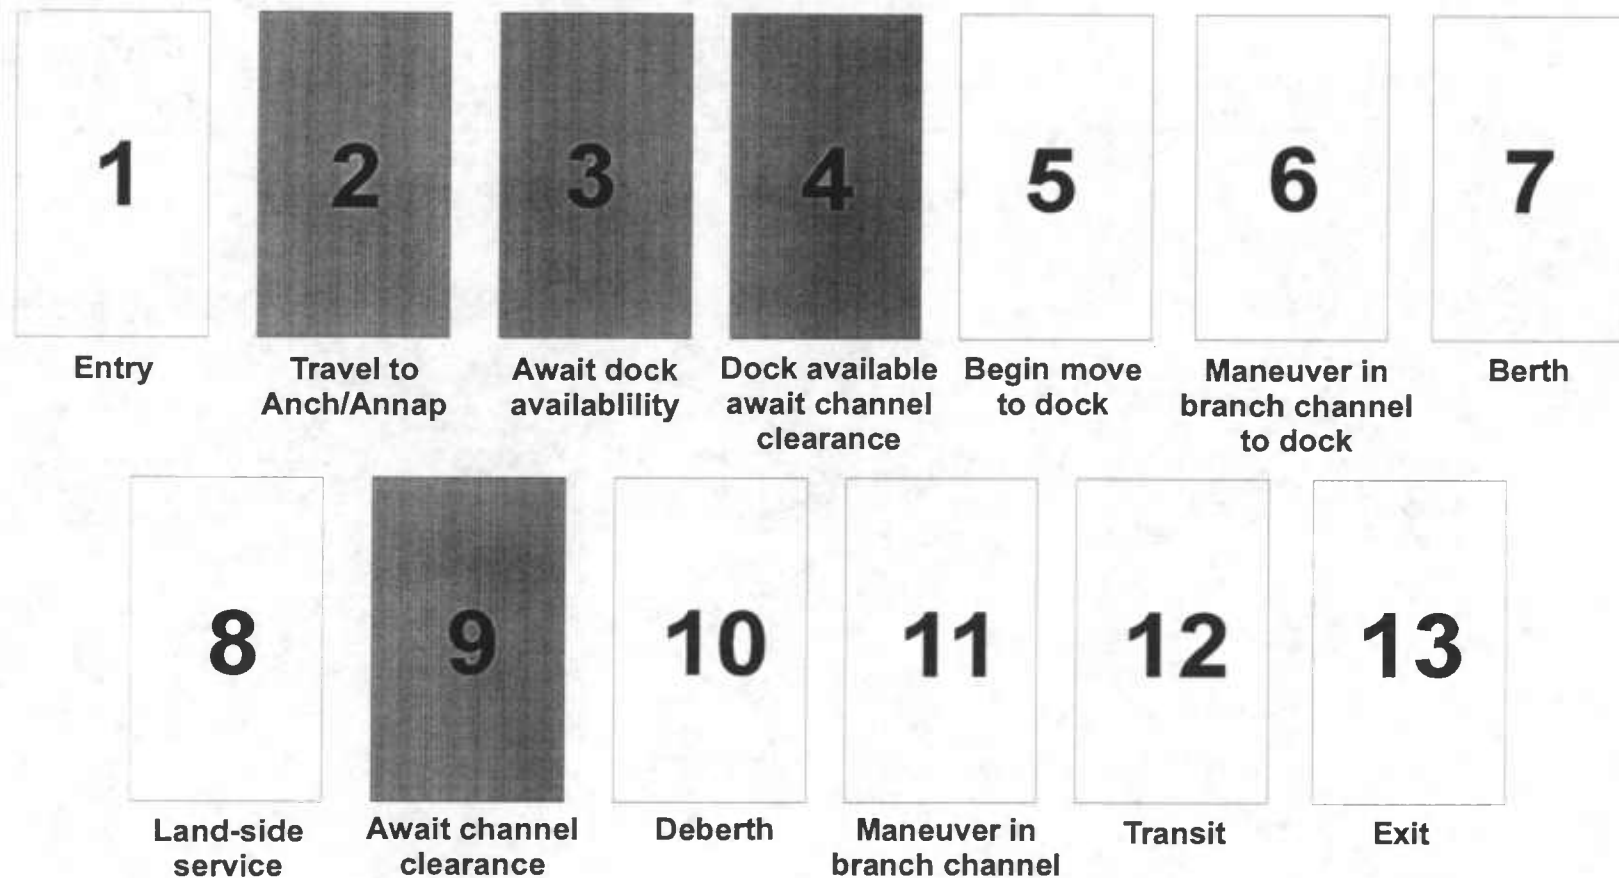 1 2 3 4 5 6 7
Entry
Travel to
Anch/Annap
Await dock
availablility
Dock available
await channel
clearance
Begin move
to dock
Maneuver in
branch channel
to dock
Berth
8 9 10 11 12 13
Land-side
service
Await channel
clearance
Deberth
Maneuver in
branch channel
Transit
Exit